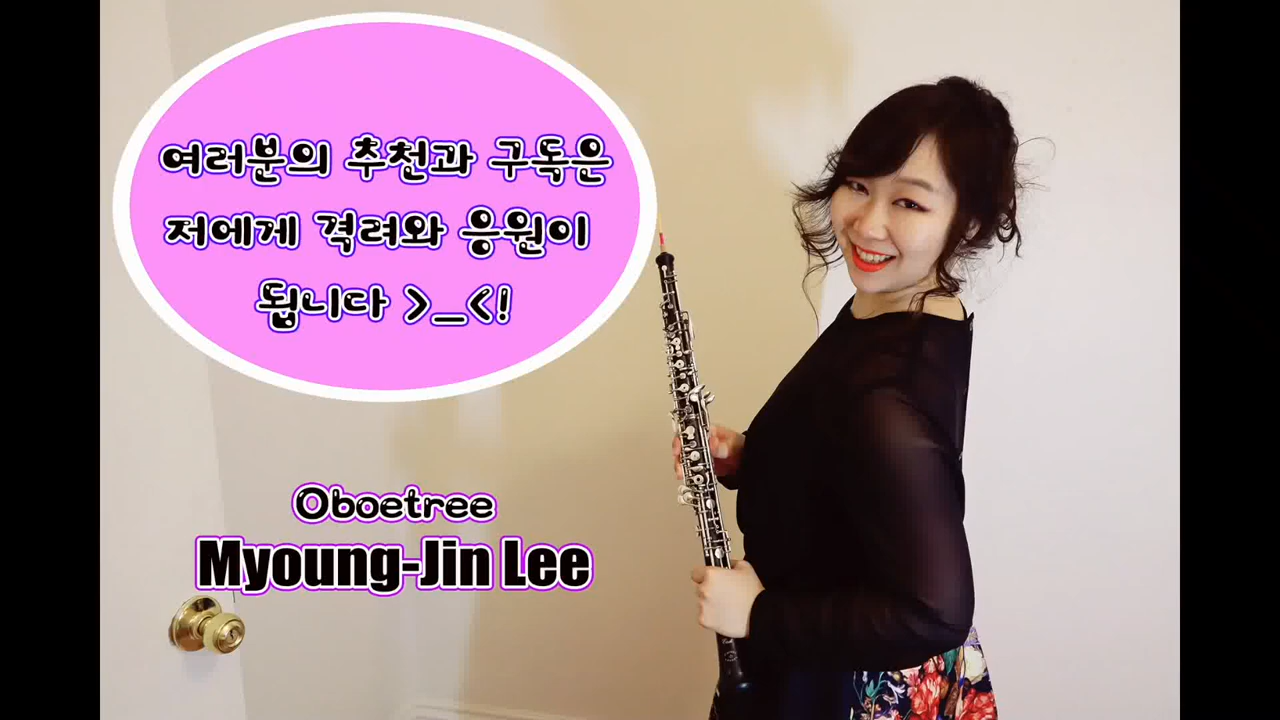 여러분의 추천과 구독은
저에게 격려와 응원이
됩니다 >_<!
Oboetree
Myoung-Jin Lee